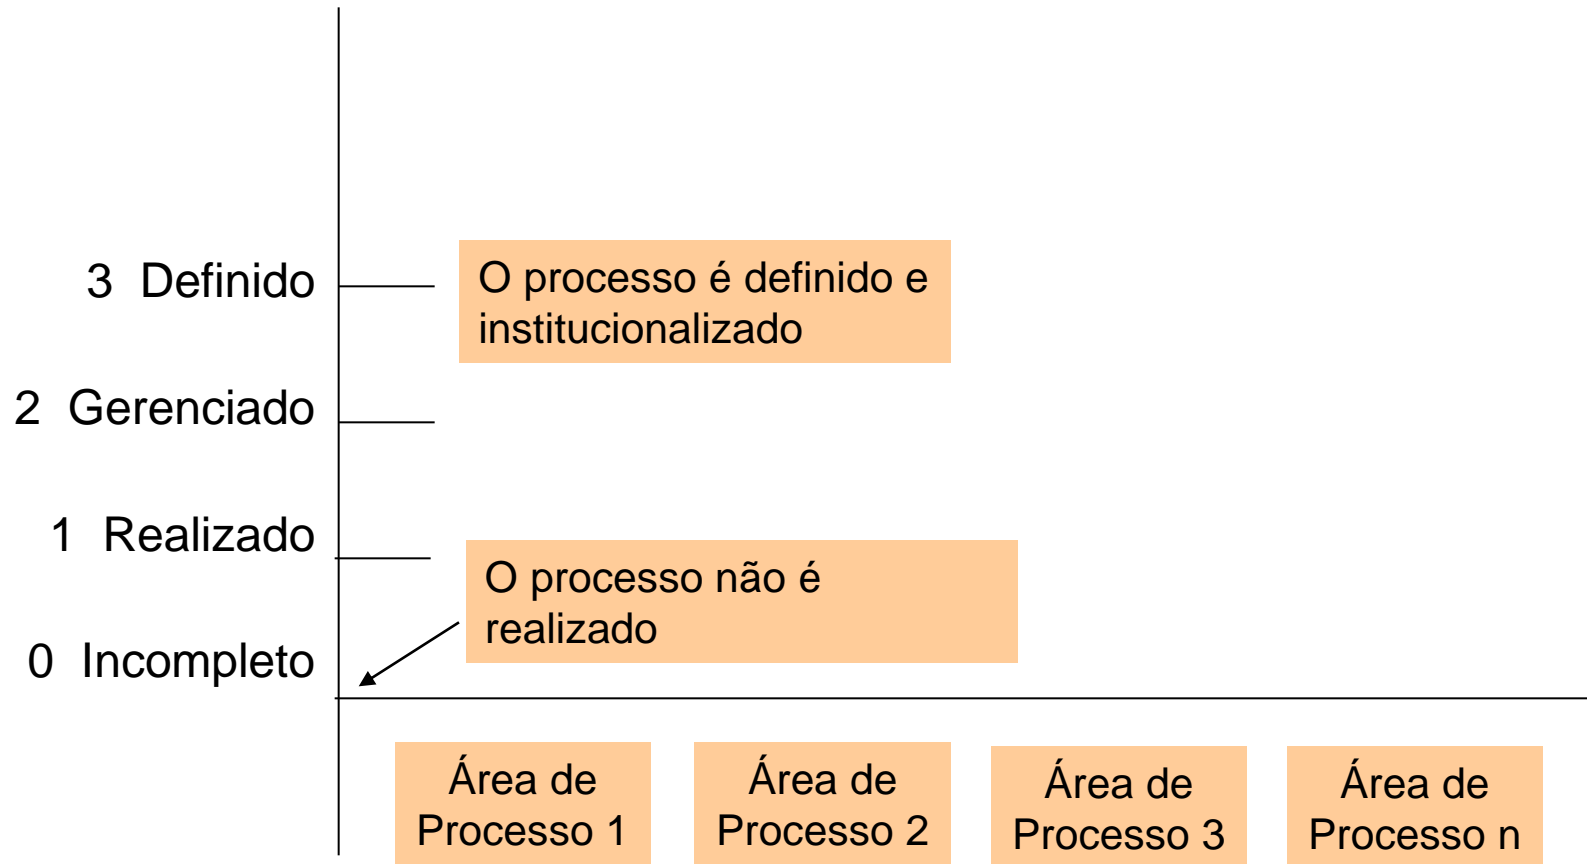 3 Definido
O processo é definido e
institucionalizado
2 Gerenciado
1 Realizado
O processo não é
realizado
0 Incompleto
Área de
Processo 1
Área de
Processo 2
Área de
Processo 3
Área de
Processo n